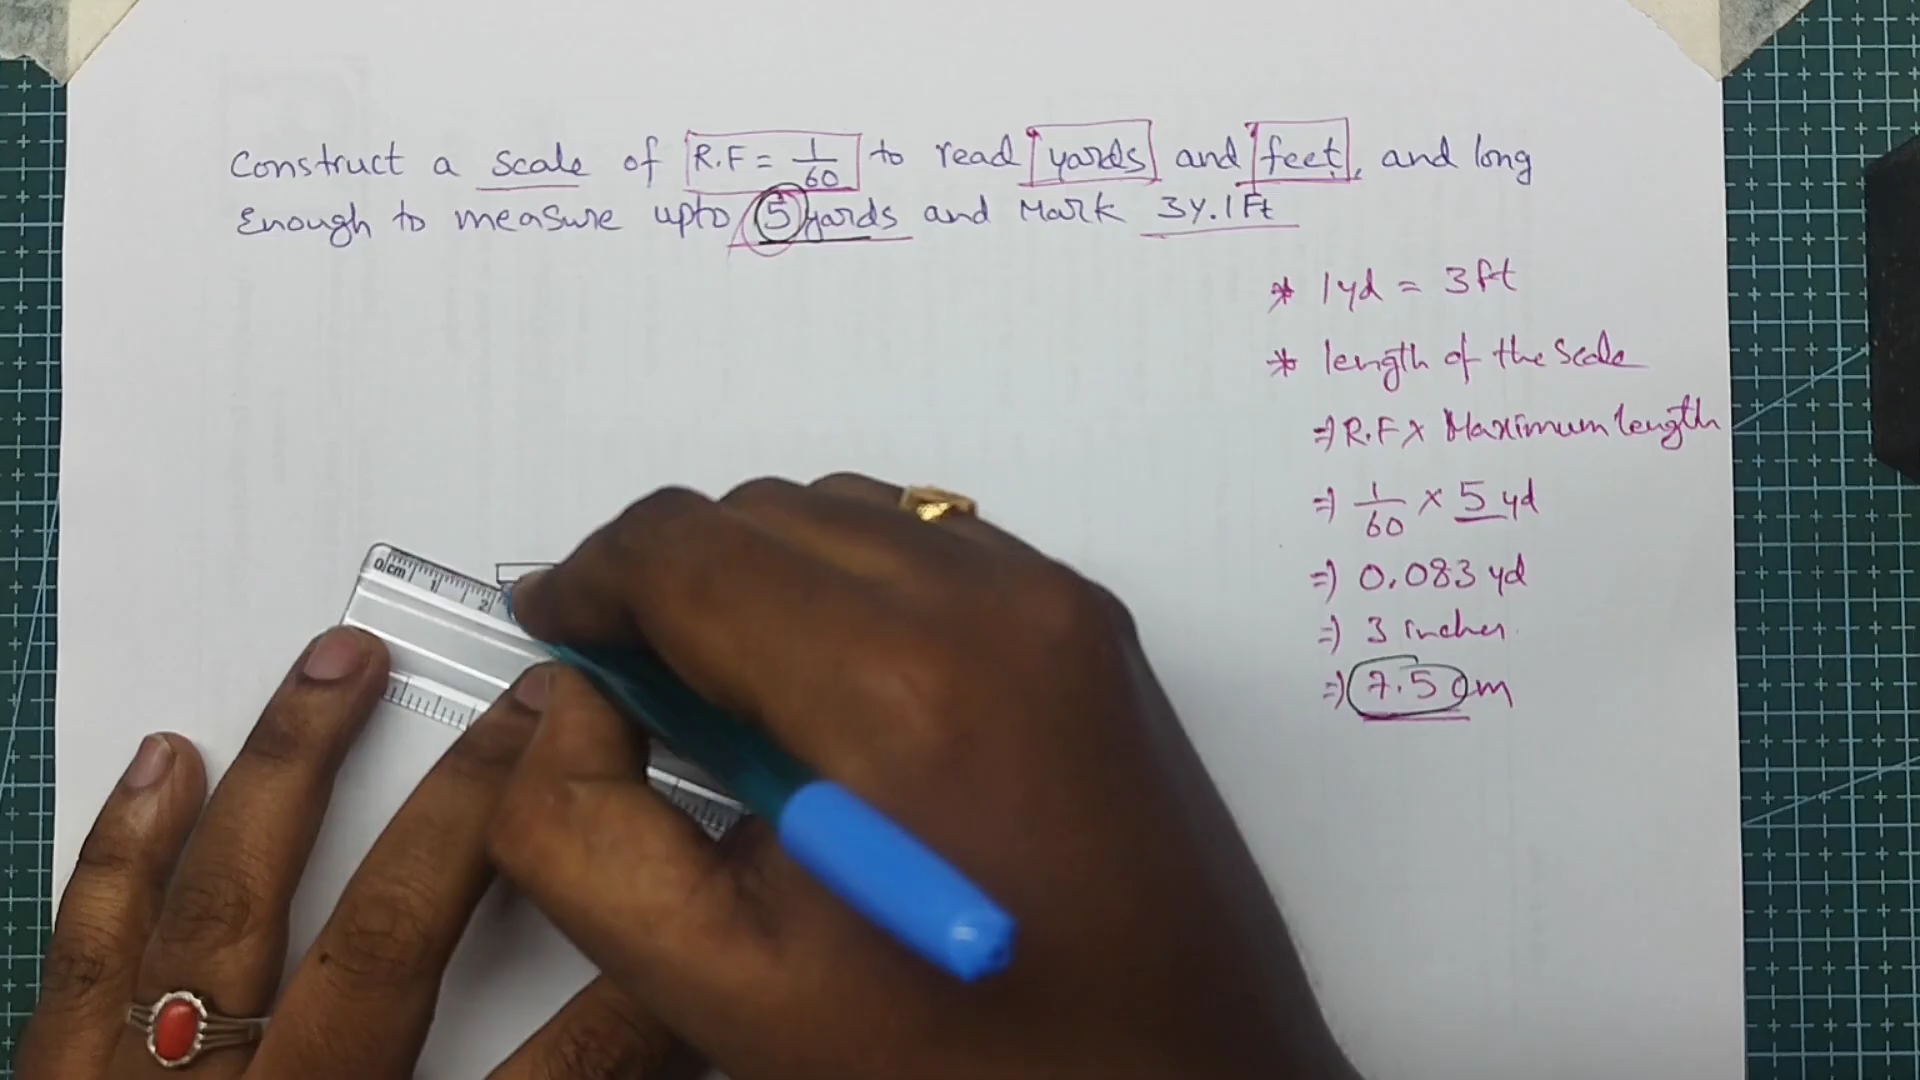 Construct a scale of R.F = 1/60 to read yards and feet, and long
Enough to measure upto 5 yards and Mark 3y.1Ft
* 1yd = 3ft
* length of the Scale
⇒ R.F x Maximum length
⇒ 1/60 x 5 yd
⇒ 0.083 yd
⇒ 3 inches
⇒ 7.5 cm
0/cm 1 2